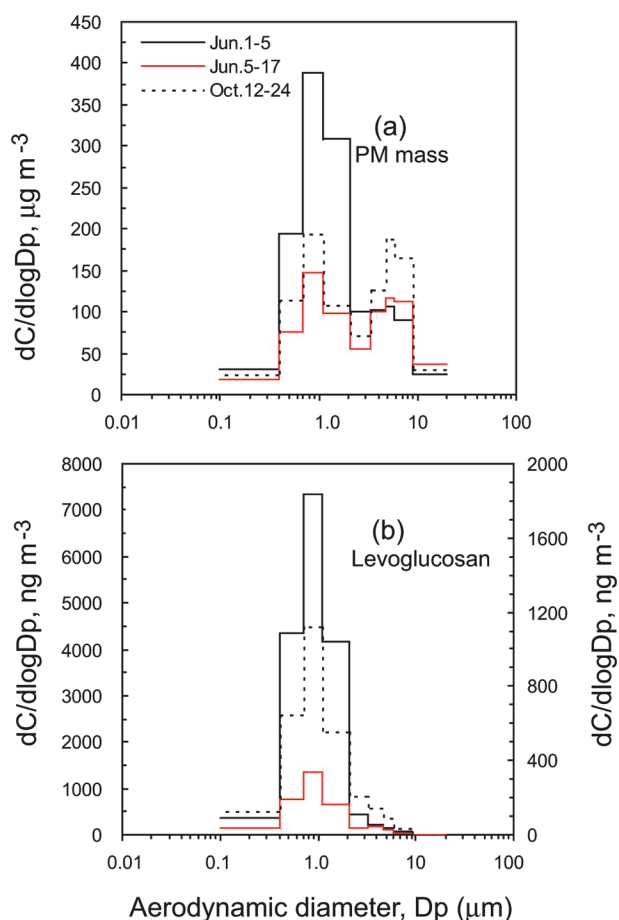 450
400
350
300
250
200
150
100
50
0
dC/dlogDp, μg m-3
Jun.1-5
Jun.5-17
Oct.12-24
(a)
PM mass
0.01 0.1 1.0 10 100
8000
7000
6000
5000
4000
3000
2000
1000
0
dC/dlogDp, ng m-3
(b)
Levoglucosan
2000
1600
1200
800
400
0
dC/dlogDp, ng m-3
0.01 0.1 1.0 10 100
Aerodynamic diameter, Dp (μm)